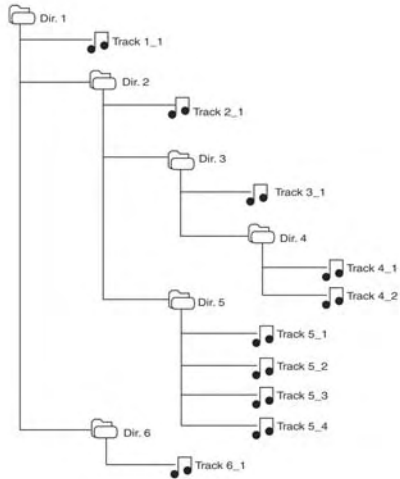 Dir. 1
Track 1_1
Dir. 2
Track 2_1
Dir. 3
Track 3_1
Dir. 4
Track 4_1
Track 4_2
Dir. 5
Track 5_1
Track 5_2
Track 5_3
Track 5_4
Dir. 6
Track 6_1